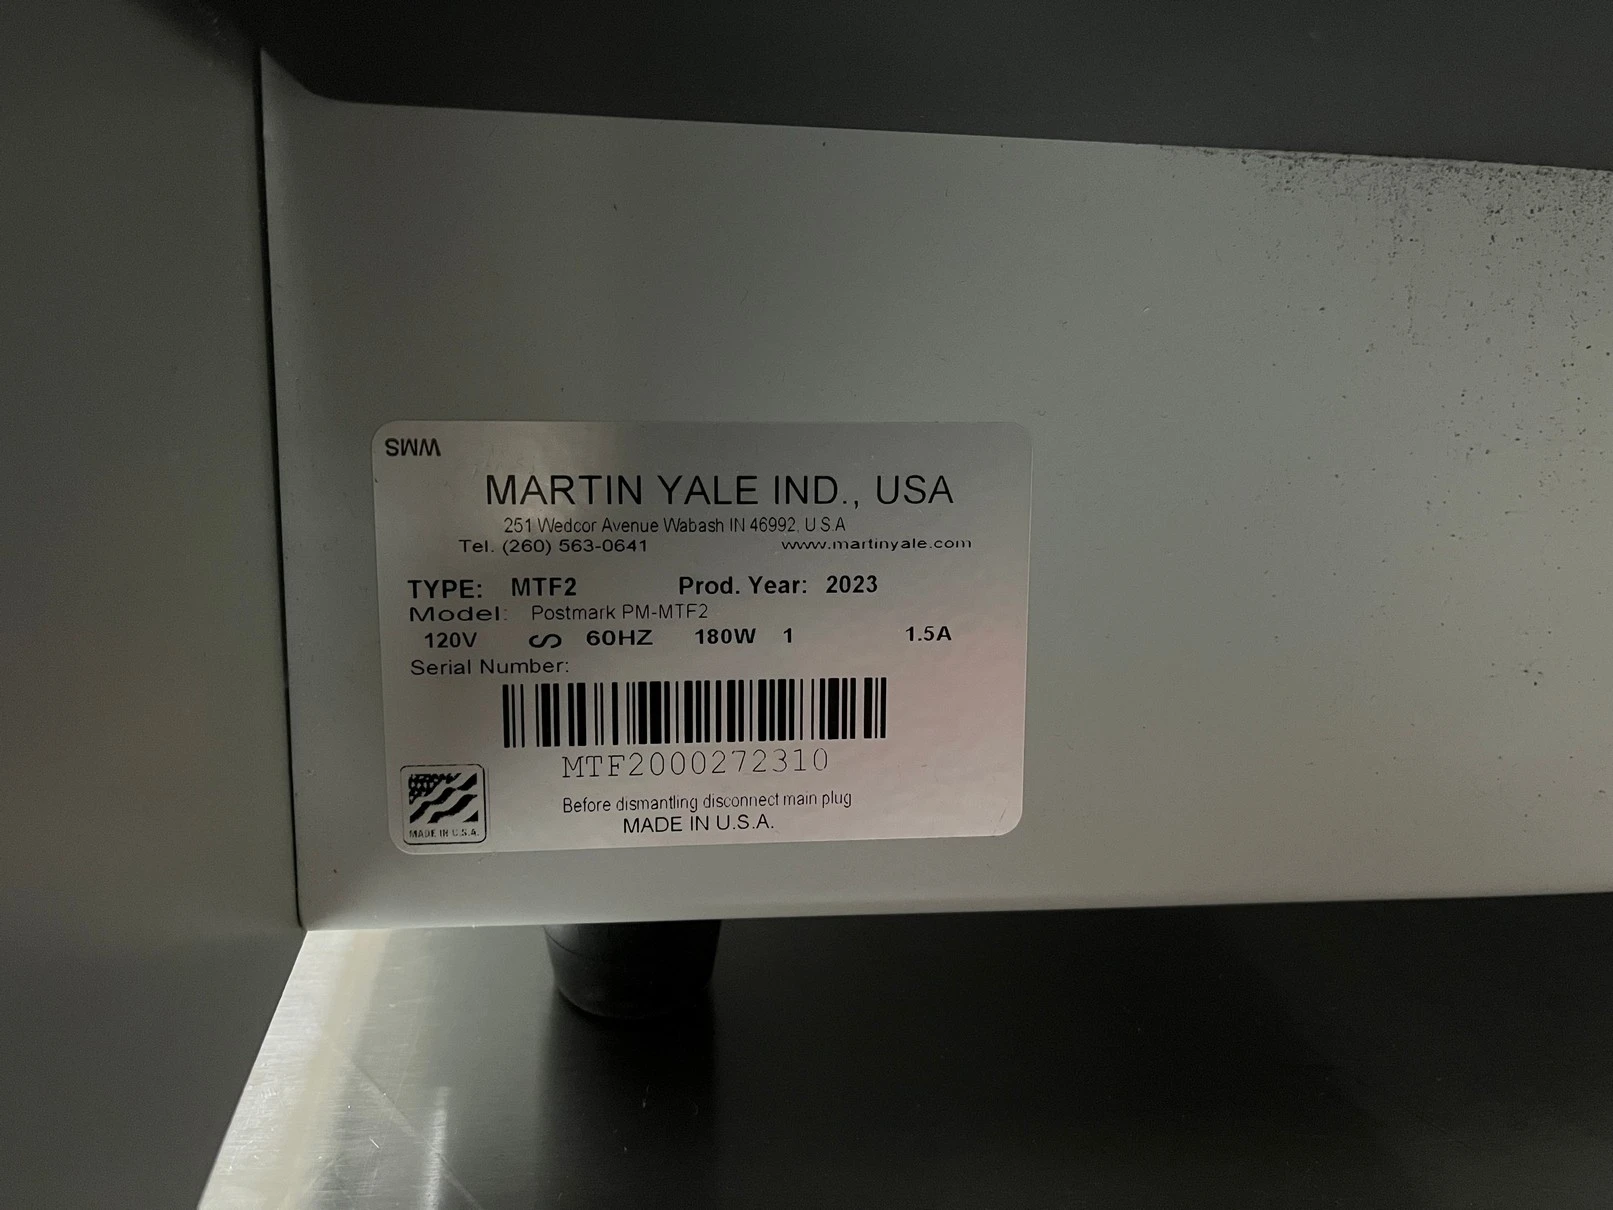 SWM
MARTIN YALE IND., USA
251 Wedcor Avenue Wabash IN 46992, U.S.A
Tel. (260) 563-0641 www.martinyale.com
TYPE: MTF2 Prod. Year: 2023
Model: Postmark PM-MTF2
120V 60HZ 180W 1 1.5A
Serial Number:
MTF2000272310
Before dismantling disconnect main plug
MADE IN U.S.A.
MADE IN U.S.A.